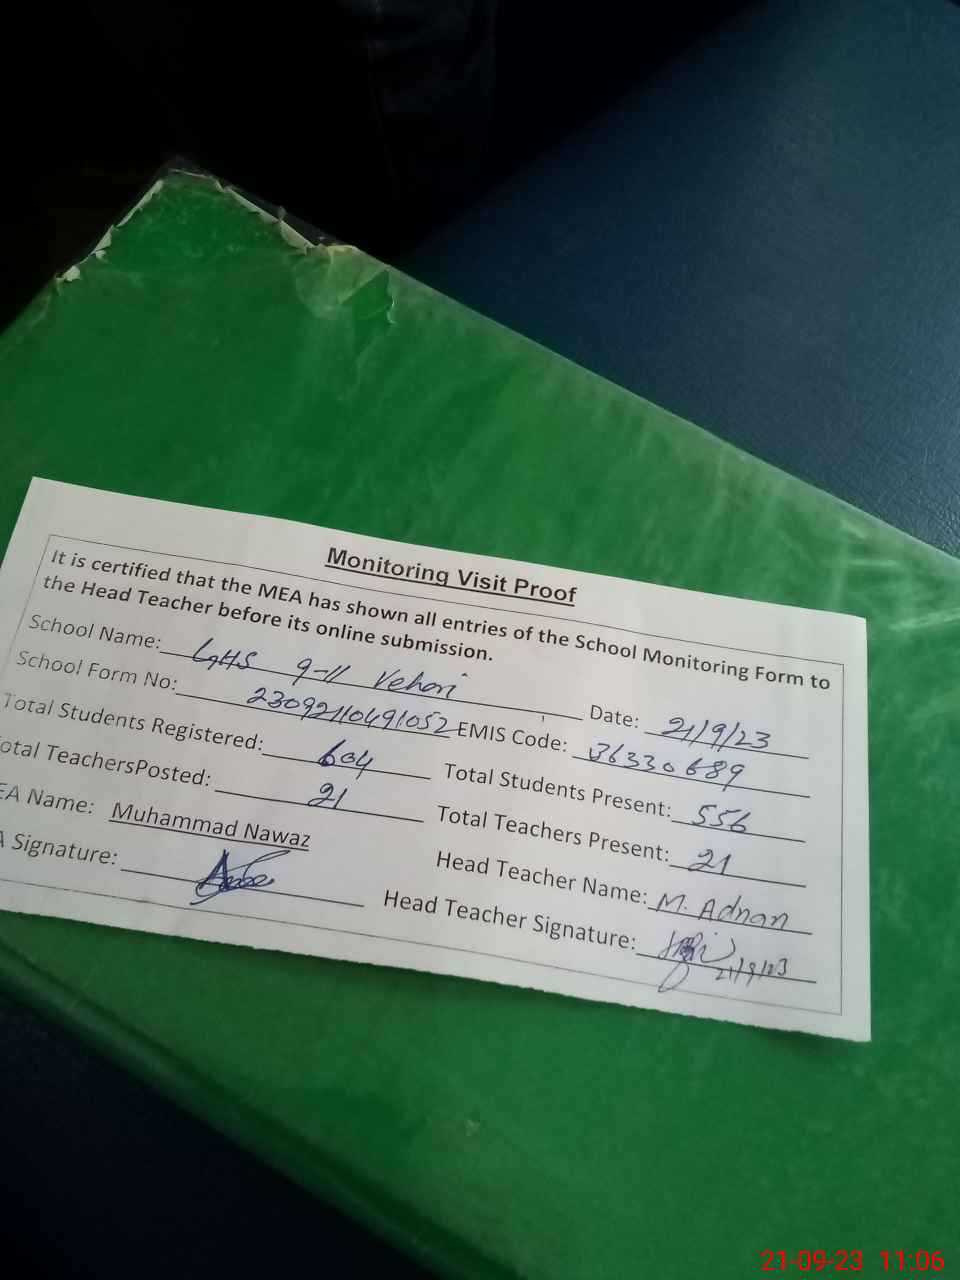 Monitoring Visit Proof
It is certified that the MEA has shown all entries of the School Monitoring Form to
the Head Teacher before its online submission.
School Name: GHS 9-11 Vehari Date: 21/9/23
School Form No: 23092110491052 EMIS Code: 36330689
Total Students Registered: 604 Total Students Present: 556
otal TeachersPosted: 21 Total Teachers Present: 21
EA Name: Muhammad Nawaz Head Teacher Name: M. Adnan
A Signature: Head Teacher Signature: 21/9/23
21-09-23 11:06